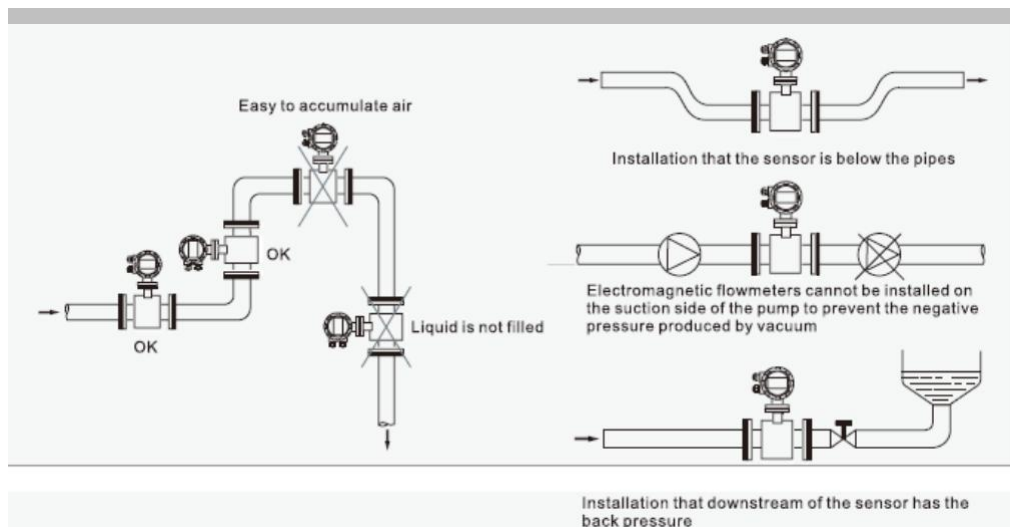 Easy to accumulate air
OK
OK
Liquid is not filled
Installation that the sensor is below the pipes
Electromagnetic flowmeters cannot be installed on
the suction side of the pump to prevent the negative
pressure produced by vacuum
Installation that downstream of the sensor has the
back pressure